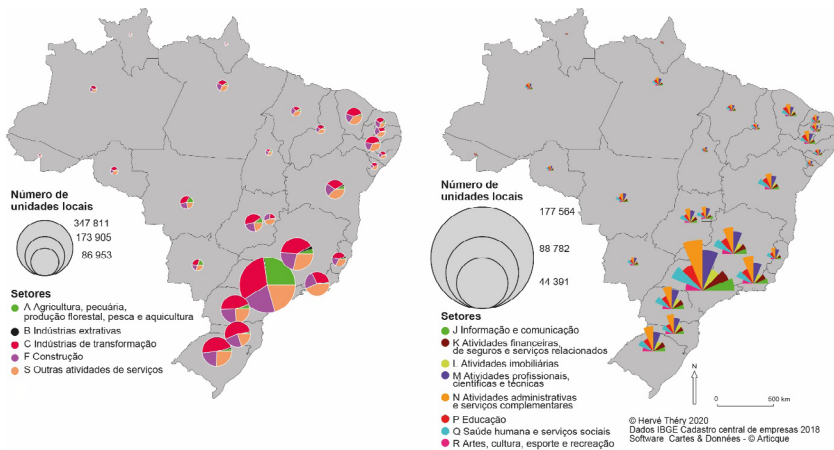 Número de
unidades locais
347 811
173 905
86 953
Setores
A Agricultura, pecuária,
produção florestal, pesca e aquicultura
B Indústrias extrativas
C Indústrias de transformação
F Construção
S Outras atividades de serviços
Número de
unidades locais
177 564
88 782
44 391
Setores
J Informação e comunicação
K Atividades financeiras,
de seguros e serviços relacionados
L Atividades imobiliárias
M Atividades profissionais,
científicas e técnicas
N Atividades administrativas
e serviços complementares
P Educação
Q Saúde humana e serviços sociais
R Artes, cultura, esporte e recreação
N
0 500 km
© Hervé Théry 2020
Dados IBGE Cadastro central de empresas 2018
Software Cartes & Données - © Articque